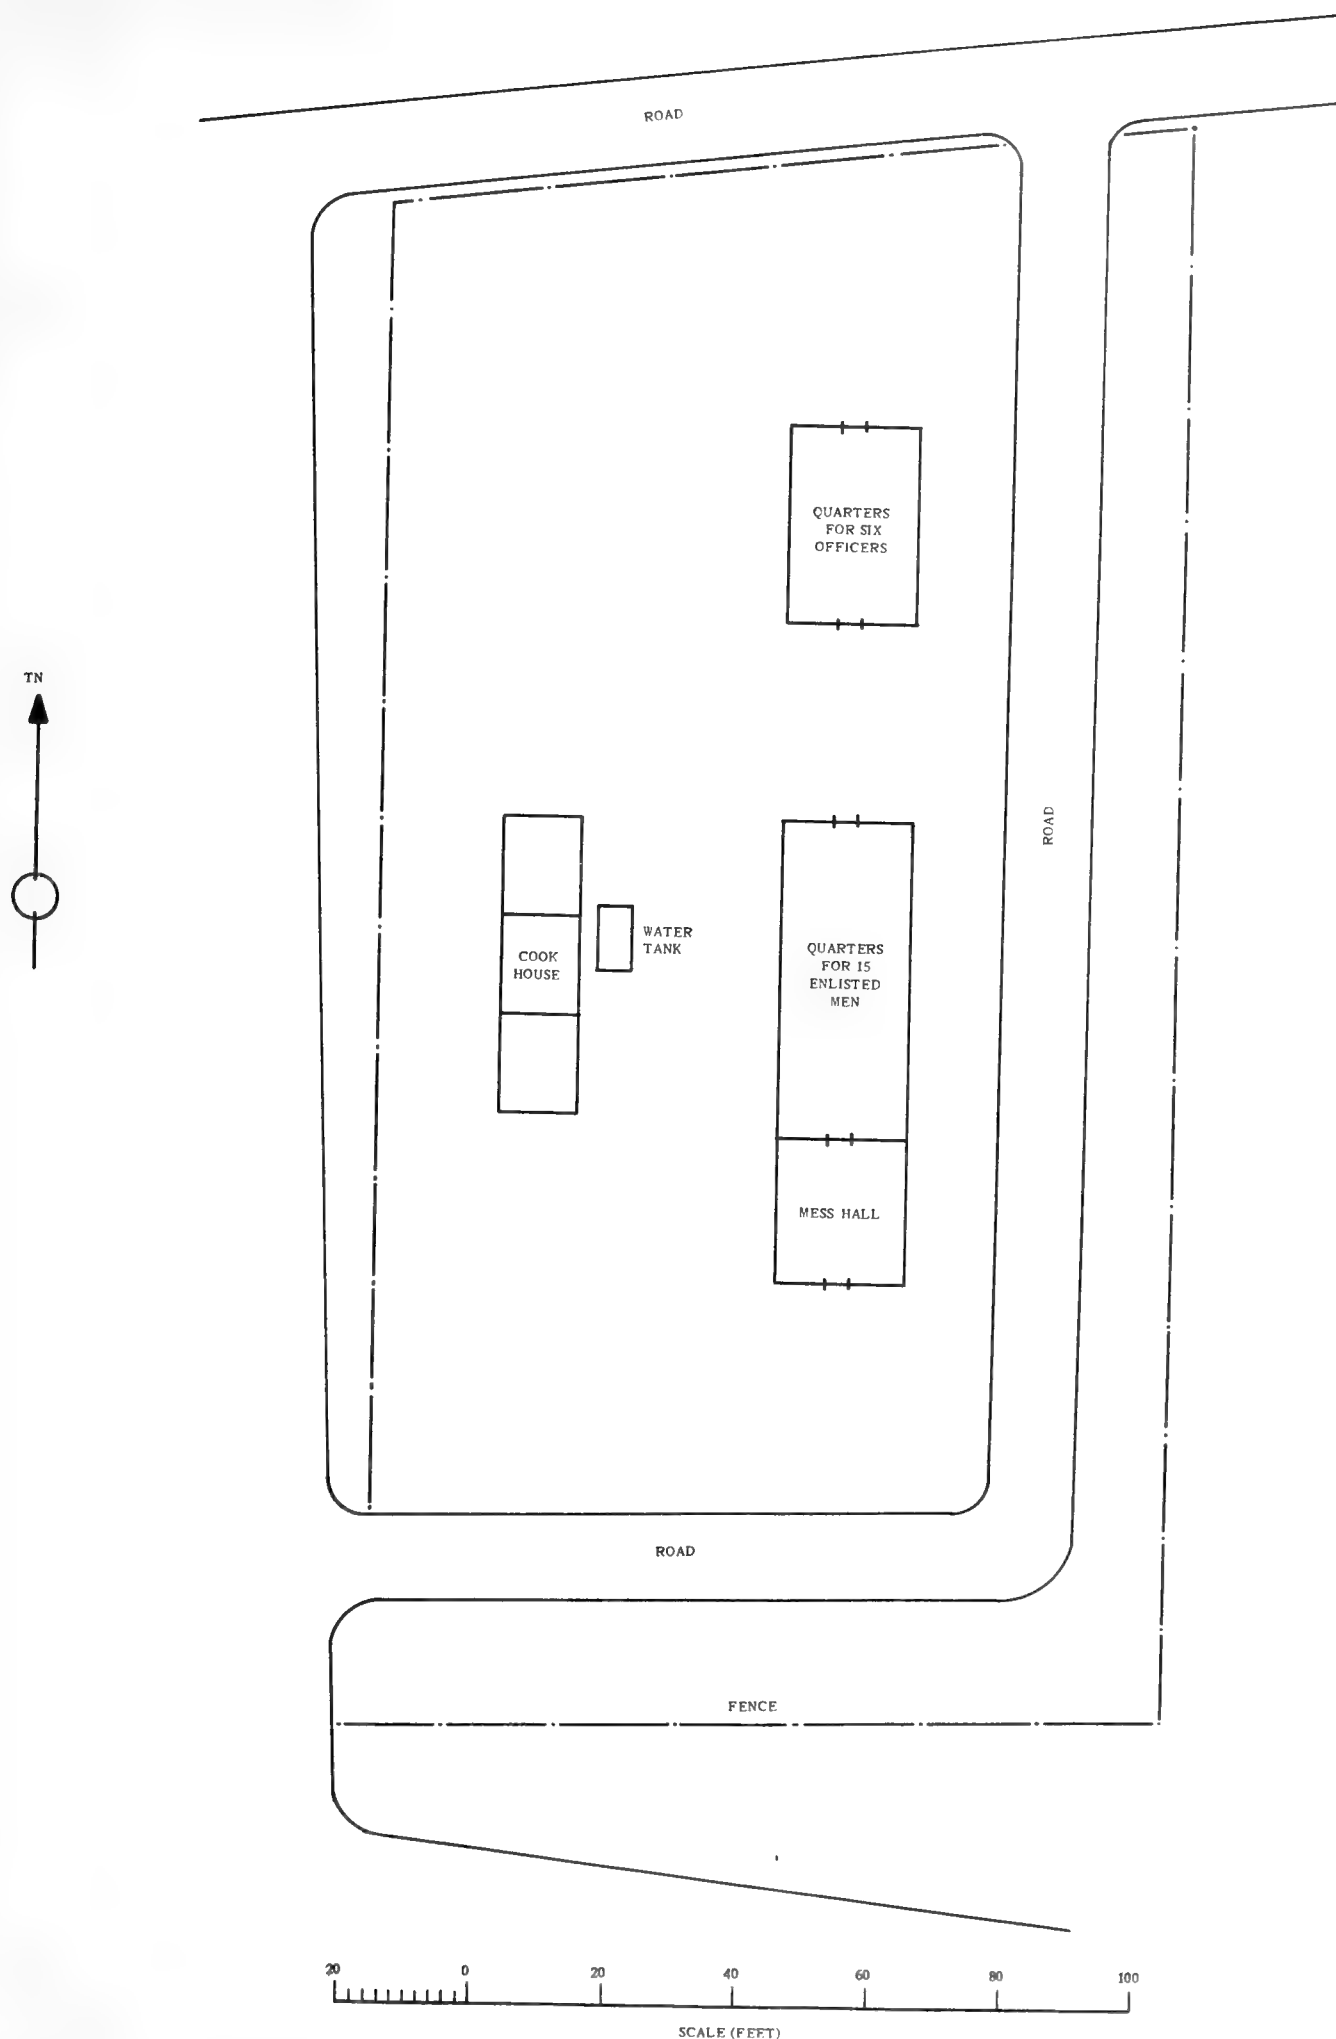 ROAD
QUARTERS
FOR SIX
OFFICERS
TN
ROAD
WATER
TANK
COOK
HOUSE
QUARTERS
FOR 15
ENLISTED
MEN
MESS HALL
ROAD
FENCE
20 0 20 40 60 80 100
SCALE (FEET)